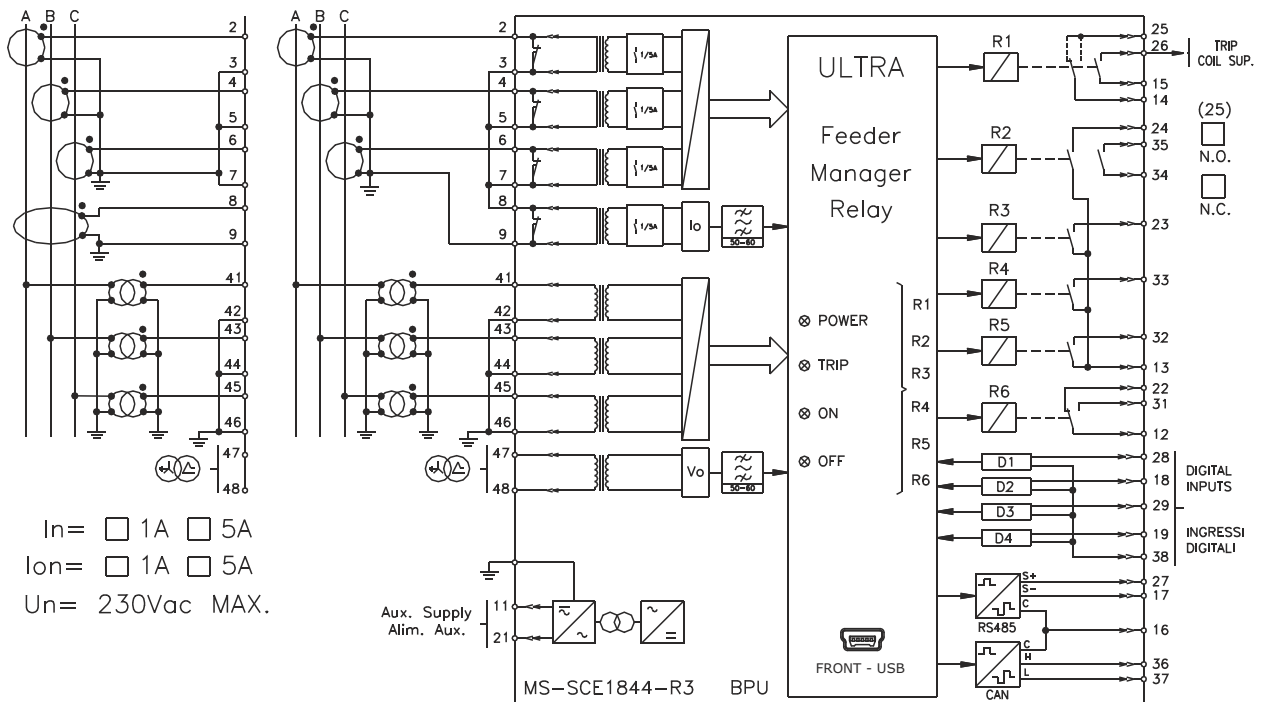 A B C
2
3
4
5
6
7
8
9
41
42
43
44
45
46
47
48
In= 1A 5A
Ion= 1A 5A
Un= 230Vac MAX.
A B C
2
3
4
5
6
7
8
9
41
42
43
44
45
46
47
48
1/5A
1/5A
1/5A
1/5A
Io
50-60
Vo
50-60
Aux. Supply
Alim. Aux.
11
21
MS-SCE1844-R3 BPU
ULTRA
Feeder
Manager
Relay
POWER
TRIP
ON
OFF
R1
R2
R3
R4
R5
R6
FRONT - USB
R1
R2
R3
R4
R5
R6
D1
D2
D3
D4
S+
S-
C
RS485
C
H
L
CAN
25
26
15
14
24
35
34
23
33
32
13
22
31
12
28
18
29
19
38
27
17
16
36
37
TRIP
COIL SUP.
(25)
N.O.
N.C.
DIGITAL
INPUTS
INGRESSI
DIGITALI